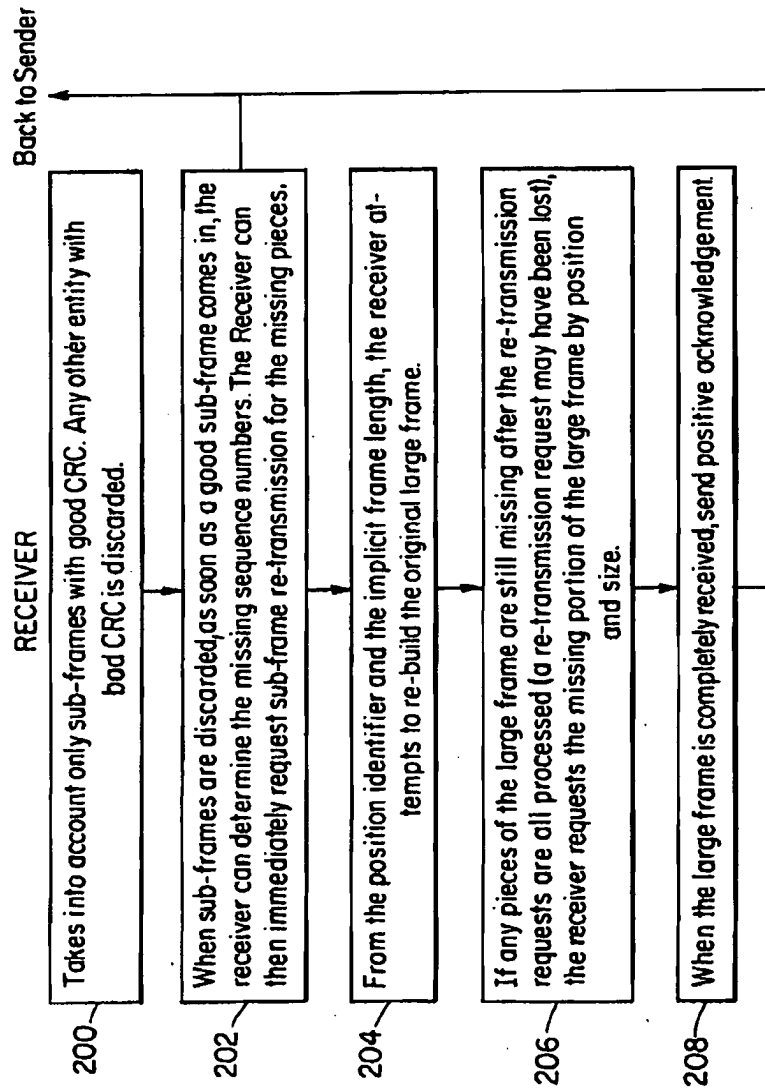 RECEIVER
Back to Sender
200
Takes into account only sub-frames with good CRC. Any other entity with
bad CRC is discarded.
202
When sub-frames are discarded, as soon as a good sub-frame comes in, the
receiver can determine the missing sequence numbers. The Receiver can
then immediately request sub-frame re-transmission for the missing pieces.
204
From the position identifier and the implicit frame length, the receiver at-
tempts to re-build the original large frame.
206
If any pieces of the large frame are still missing after the re-transmission
requests are all processed (a re-transmission request may have been lost),
the receiver requests the missing portion of the large frame by position
and size.
208
When the large frame is completely received, send positive acknowledgement.